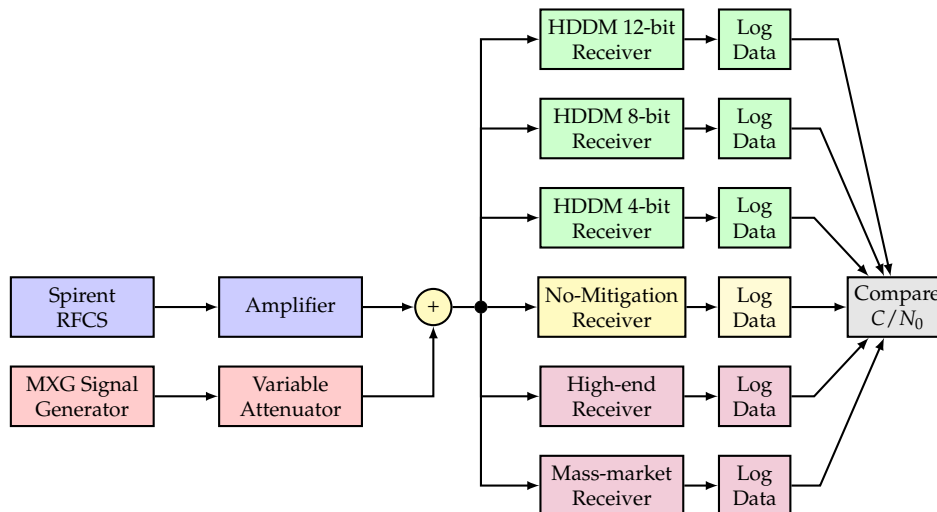 HDDM 12-bit
Receiver
Log
Data
HDDM 8-bit
Receiver
Log
Data
HDDM 4-bit
Receiver
Log
Data
Spirent
RFCS
Amplifier
+
No-Mitigation
Receiver
Log
Data
Compare
C/N0
MXG Signal
Generator
Variable
Attenuator
High-end
Receiver
Log
Data
Mass-market
Receiver
Log
Data